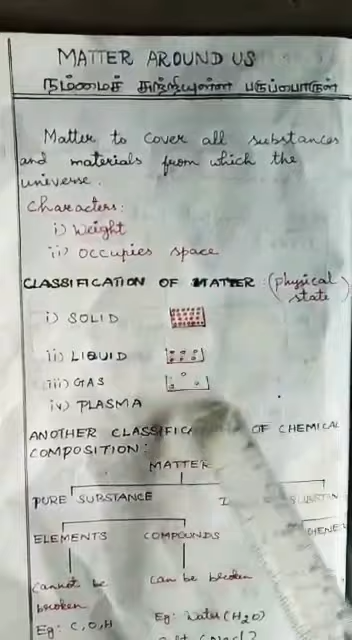 MATTER AROUND US
நம்மைச் சுற்றியுள்ள பருப்பொருள்
Matter to cover all substances
and materials from which the
universe.
Characters:
i) Weight
ii) Occupies space
CLASSIFICATION OF MATTER: (physical
state)
i) SOLID
ii) LIQUID
iii) GAS
iv) PLASMA
ANOTHER OF CHEMICAL
COMPOSITION:
MATTER
PURE SUBSTANCE
ELEMENTS COMPOUNDS
Cannot be can be broken
broken
Eg: C, O, H Eg: Water (H2O)